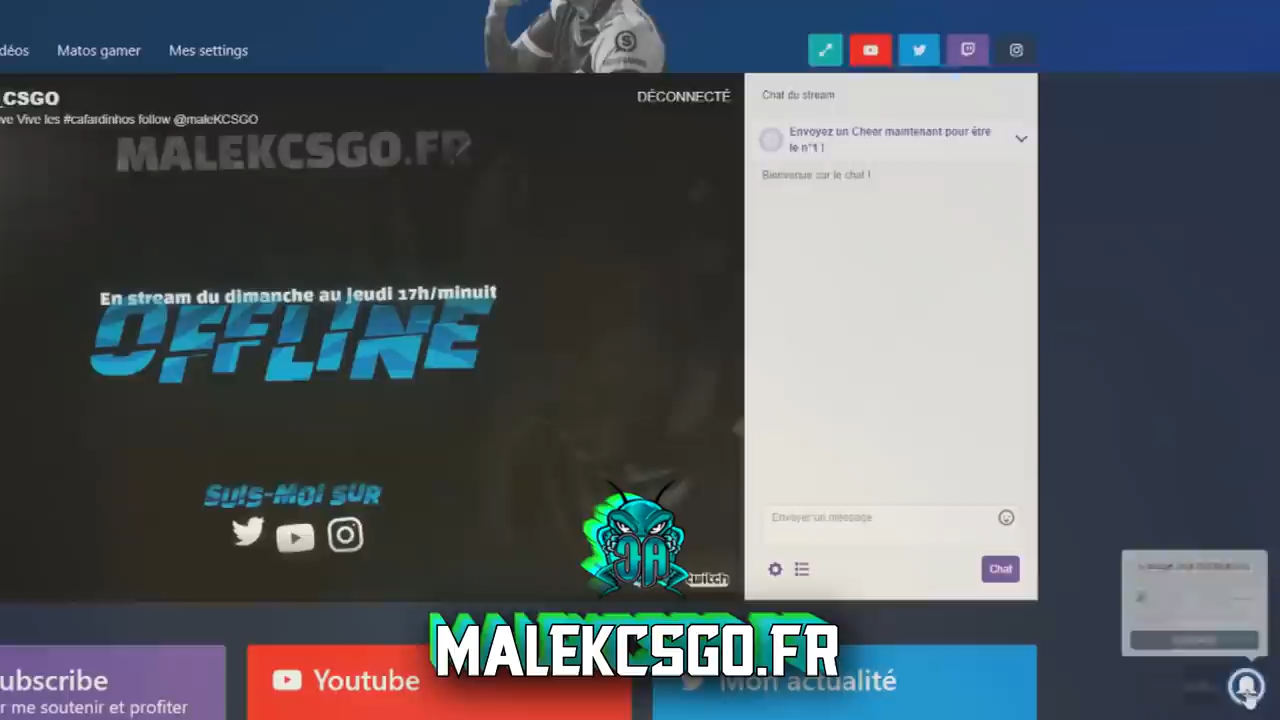 déos Matos gamer Mes settings
_CSGO
DÉCONNECTÉ
ve Vive les #cafardinhos follow @maleKCSGO
MALEKCSGO.FR
Chat du stream
Envoyez un Cheer maintenant pour être
le n°1 !
Bienvenue sur le chat !
En stream du dimanche au jeudi 17h/minuit
OFFLINE
Suis-Moi sur
Envoyer un message
witch
Chat
MALEKCSGO.FR
ubscribe
r me soutenir et profiter
Youtube
Mon actualité